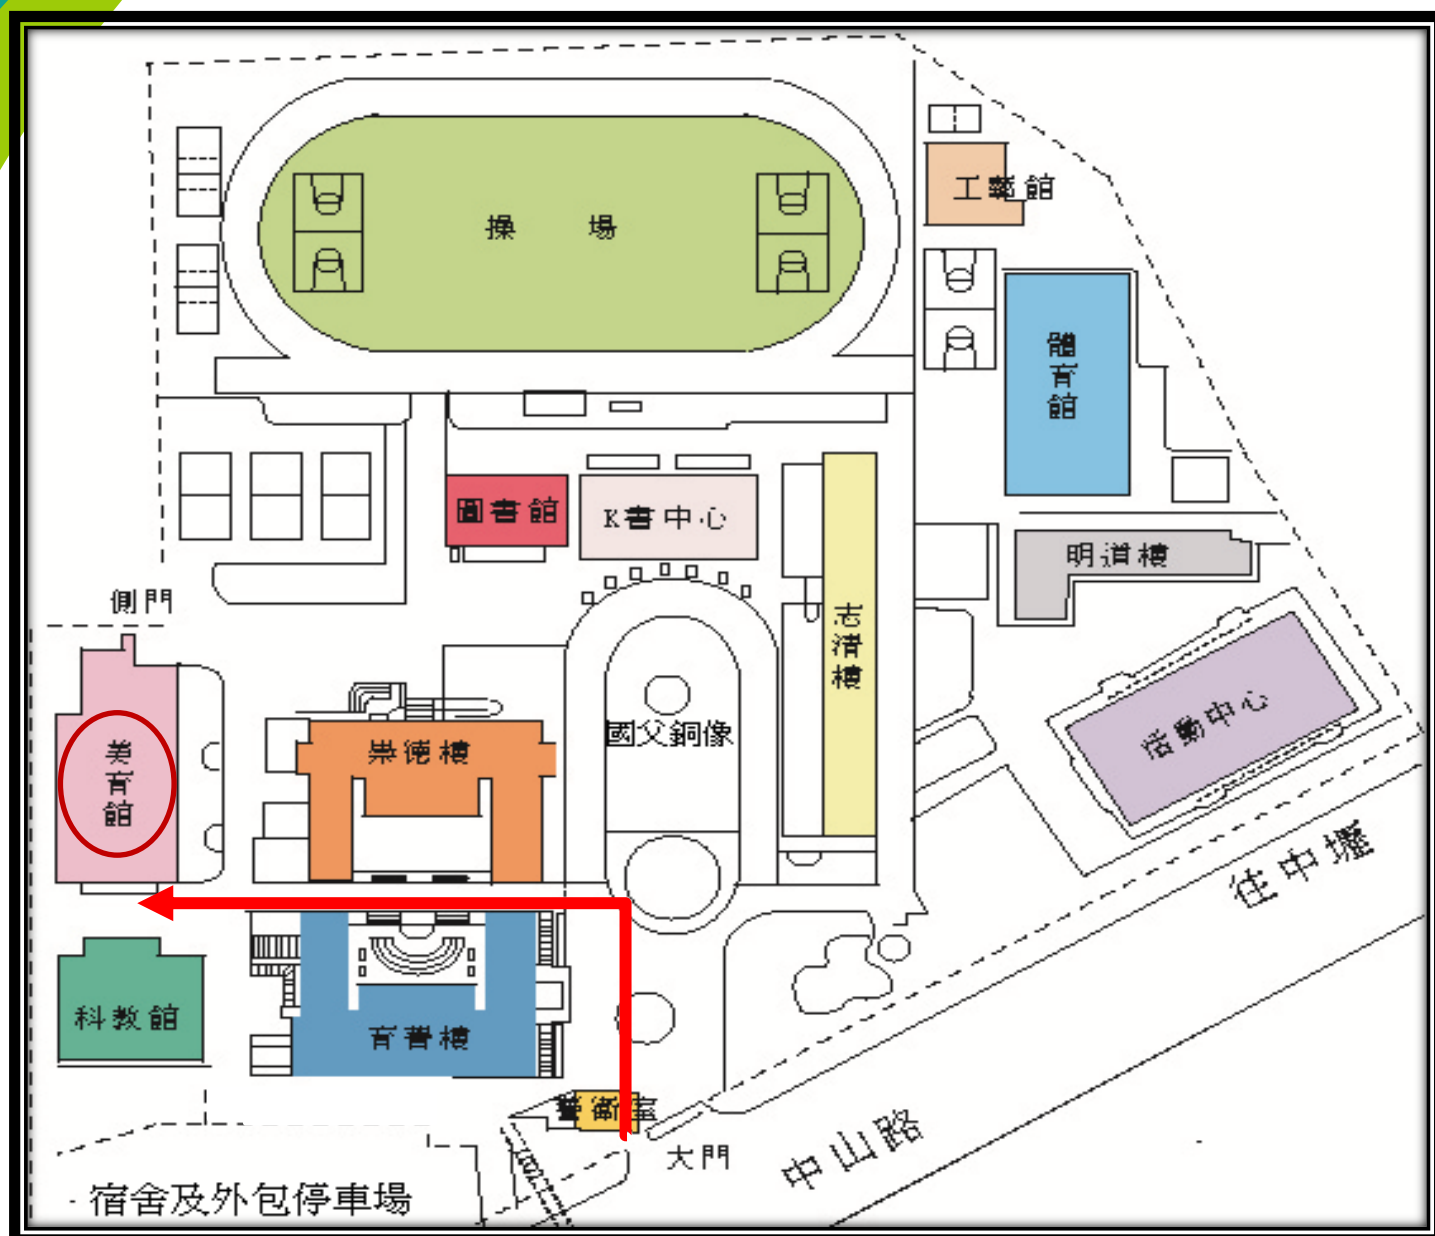 操 場
工藝館
體育館
圖書館
K書中心
明道樓
側門
志清樓
美育館
崇德樓
國父銅像
活動中心
往中壢
科教館
育菁樓
警衛室
大門
中山路
宿舍及外包停車場